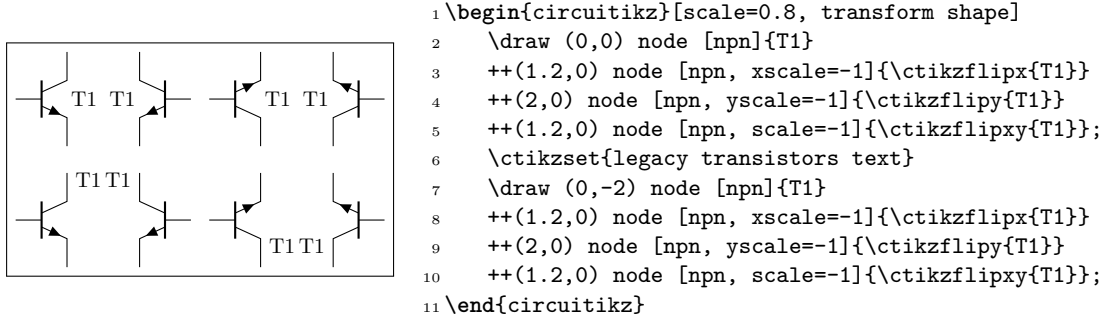 T1 T1 T1 T1
T1 T1
T1 T1
1 \begin{circuitikz}[scale=0.8, transform shape]
2 \draw (0,0) node [npn]{T1}
3 ++(1.2,0) node [npn, xscale=-1]{\ctikzflipx{T1}}
4 ++(2,0) node [npn, yscale=-1]{\ctikzflipy{T1}}
5 ++(1.2,0) node [npn, scale=-1]{\ctikzflipxy{T1}};
6 \ctikzset{legacy transistors text}
7 \draw (0,-2) node [npn]{T1}
8 ++(1.2,0) node [npn, xscale=-1]{\ctikzflipx{T1}}
9 ++(2,0) node [npn, yscale=-1]{\ctikzflipy{T1}}
10 ++(1.2,0) node [npn, scale=-1]{\ctikzflipxy{T1}};
11 \end{circuitikz}